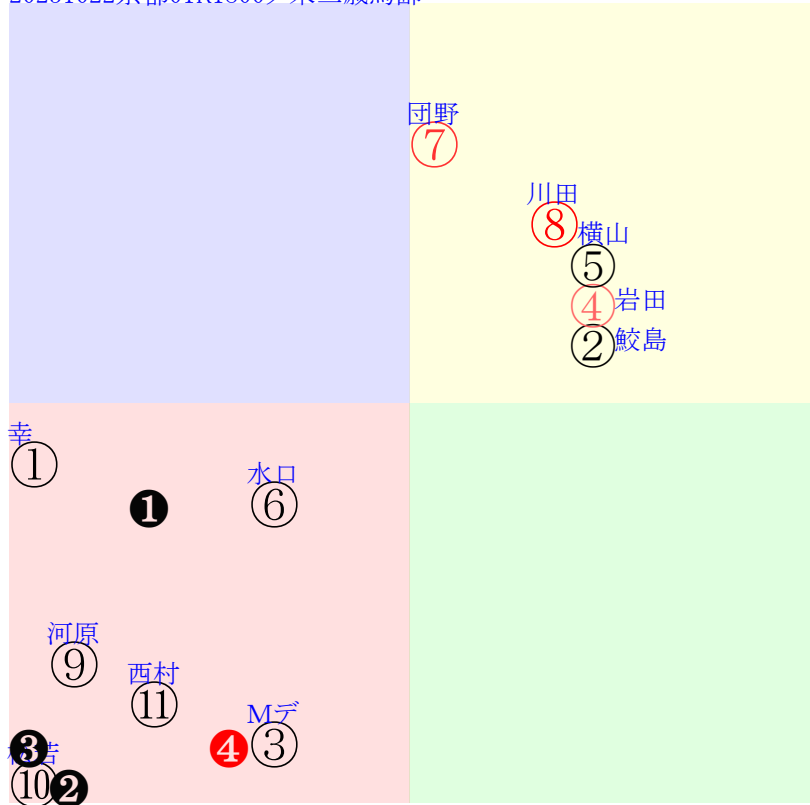 団野
⑦
川田
⑧
横山
⑤
④ 岩田
② 鮫島
幸
①
水口
❶
⑥
河原
⑨
西村
⑪
Mデ
❸
❹
③
⑩
❷